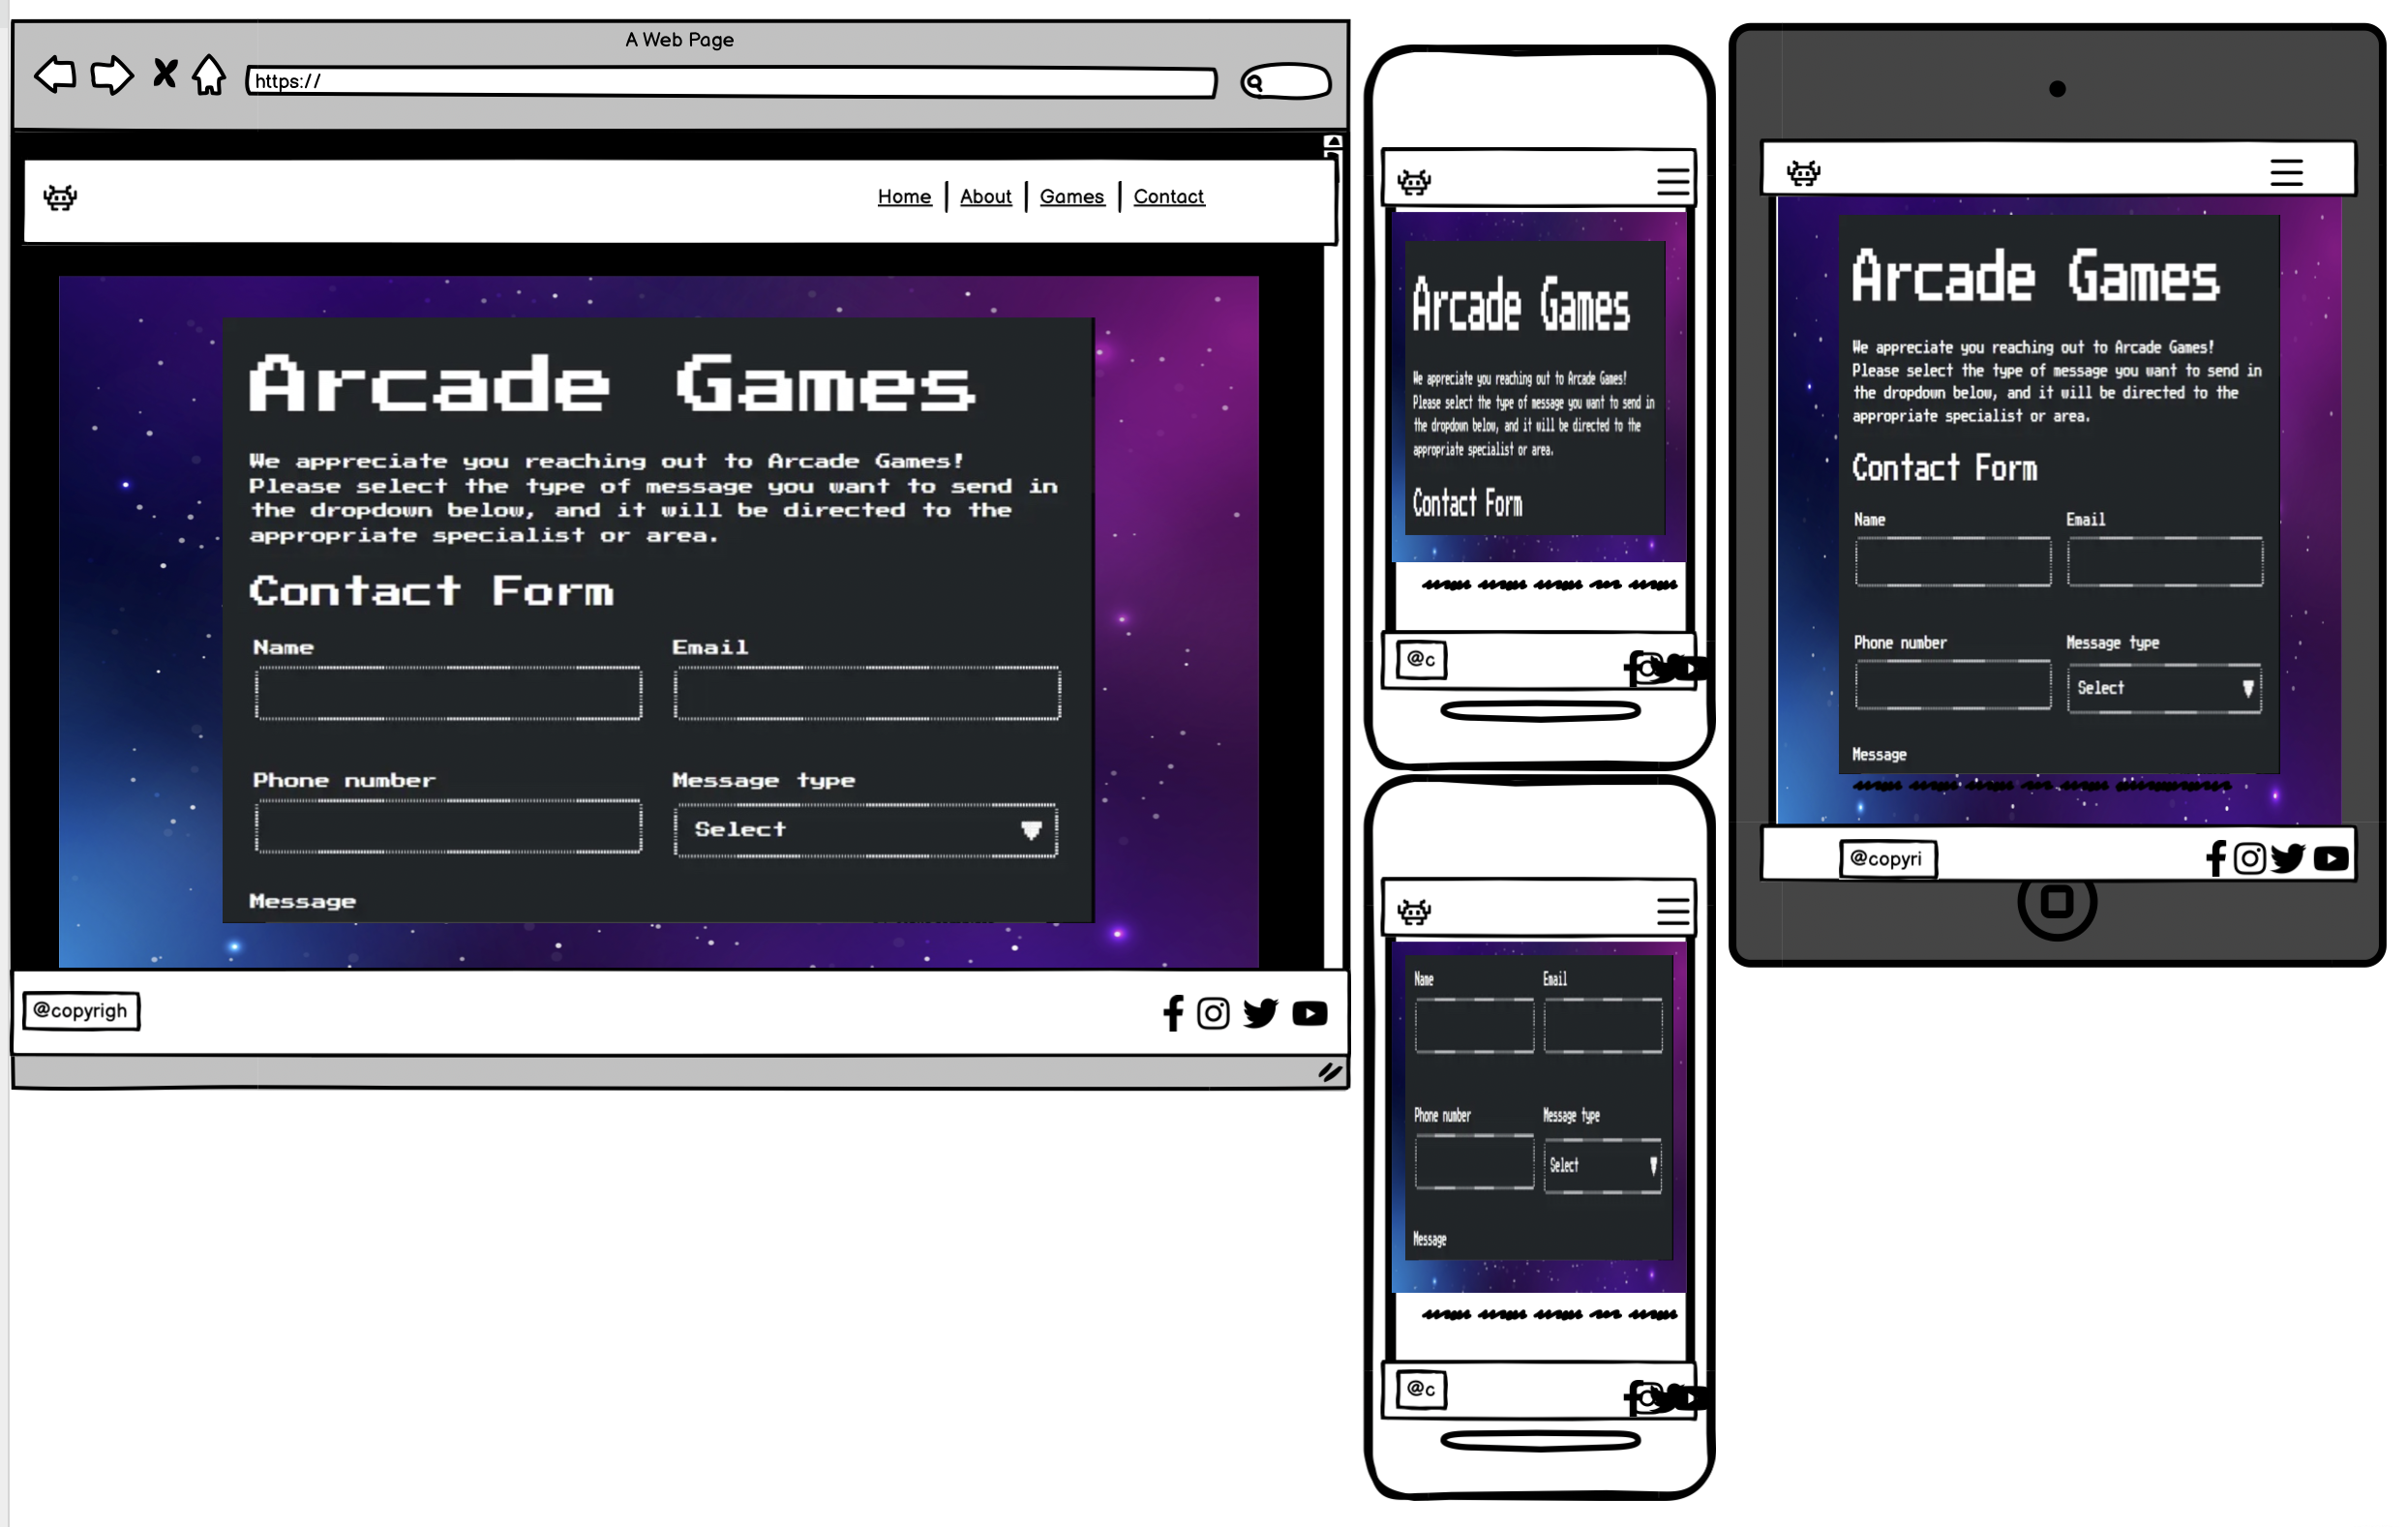 A Web Page
https://
Home
About
Games
Contact
Arcade Games
We appreciate you reaching out to Arcade Games!
Please select the type of message you want to send in
the dropdown below, and it will be directed to the
appropriate specialist or area.
Contact Form
Name
Email
Phone number
Message type
Select
Message
@copyrigh
Arcade Games
We appreciate you reaching out to Arcade Games!
Please select the type of message you want to send in
the dropdown below, and it will be directed to the
appropriate specialist or area.
Contact Form
@c
Name
Email
Phone number
Message type
Select
Message
@c
Arcade Games
We appreciate you reaching out to Arcade Games!
Please select the type of message you want to send in
the dropdown below, and it will be directed to the
appropriate specialist or area.
Contact Form
Name
Email
Phone number
Message type
Select
Message
@copyri